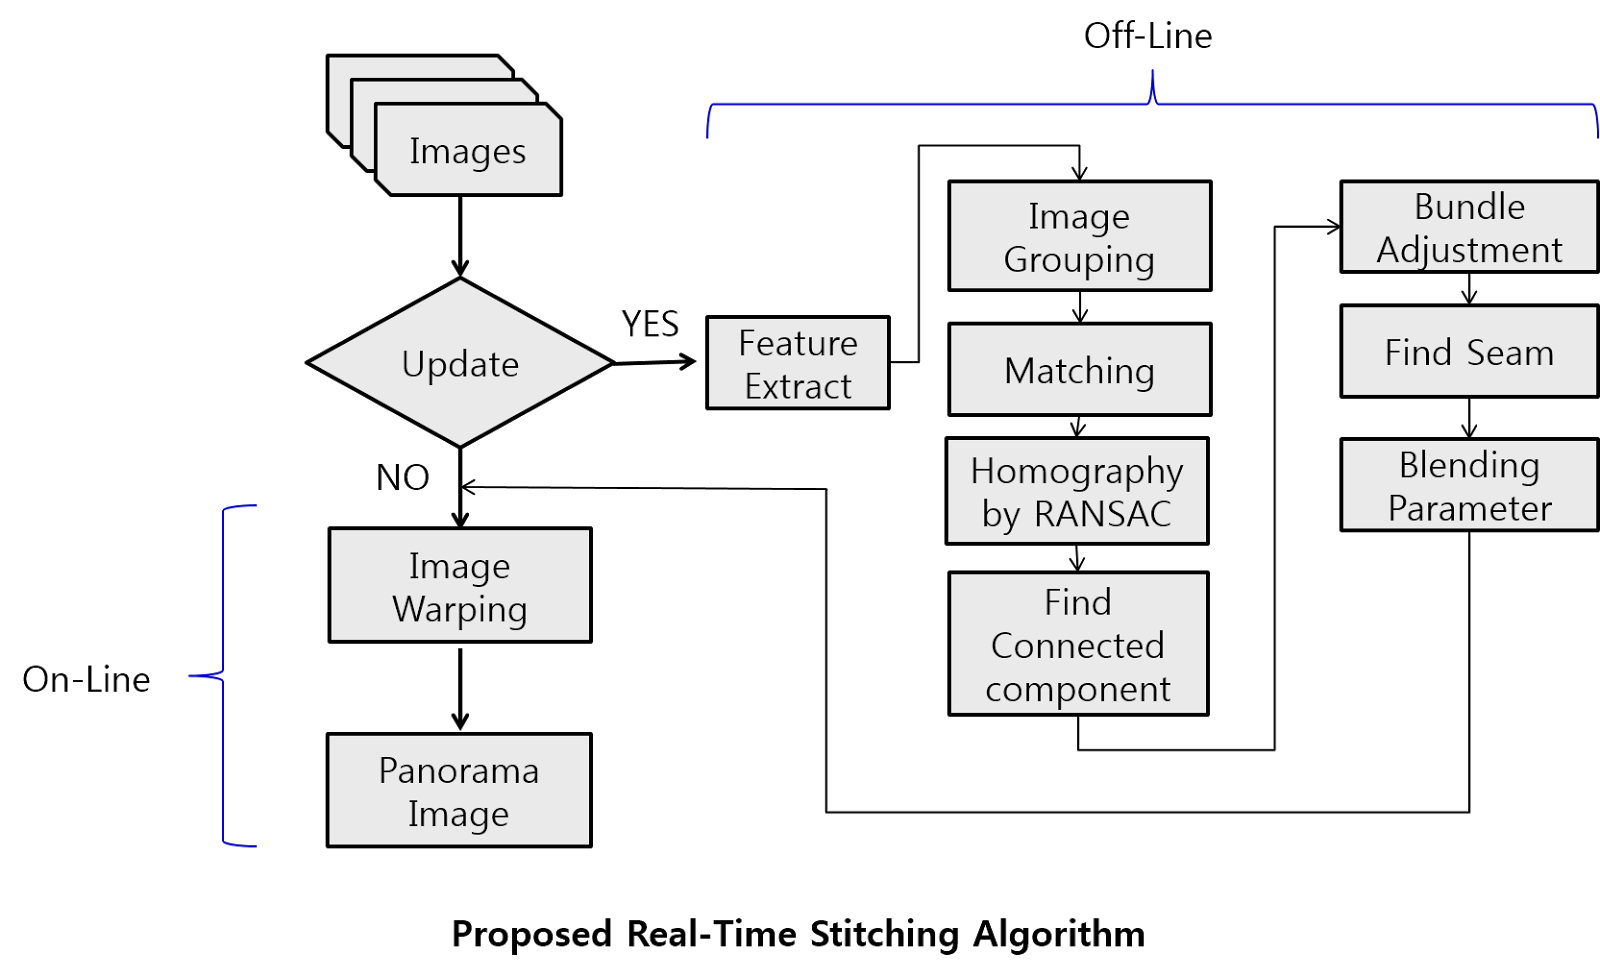 Off-Line
Images
Update
YES
NO
Feature
Extract
Image
Grouping
Matching
Homography
by RANSAC
Find
Connected
component
Bundle
Adjustment
Find Seam
Blending
Parameter
On-Line
Image
Warping
Panorama
Image
Proposed Real-Time Stitching Algorithm